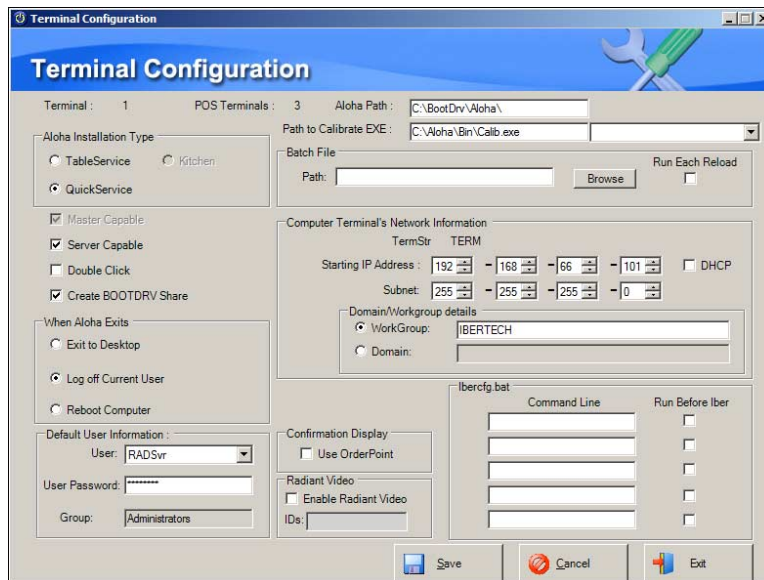 Terminal Configuration
Terminal Configuration
Terminal : 1 POS Terminals : 3 Aloha Path : C:\BootDrv\Aloha\
Path to Calibrate EXE : C:\Aloha\Bin\Calib.exe
Aloha Installation Type
TableService Kitchen
QuickService
Batch File
Path: Browse Run Each Reload
Master Capable
Server Capable
Double Click
Create BOOTDRV Share
Computer Terminal's Network Information
TermStr TERM
Starting IP Address : 192 - 168 - 66 - 101 DHCP
Subnet: 255 - 255 - 255 - 0
Domain/Workgroup details
WorkGroup: IBERTECH
Domain:
When Aloha Exits
Exit to Desktop
Log off Current User
Reboot Computer
Ibercfg.bat
Command Line Run Before Iber
Default User Information :
User: RADSvr
User Password: ********
Group: Administrators
Confirmation Display
Use OrderPoint
Radiant Video
Enable Radiant Video
IDs:
Save Cancel Exit